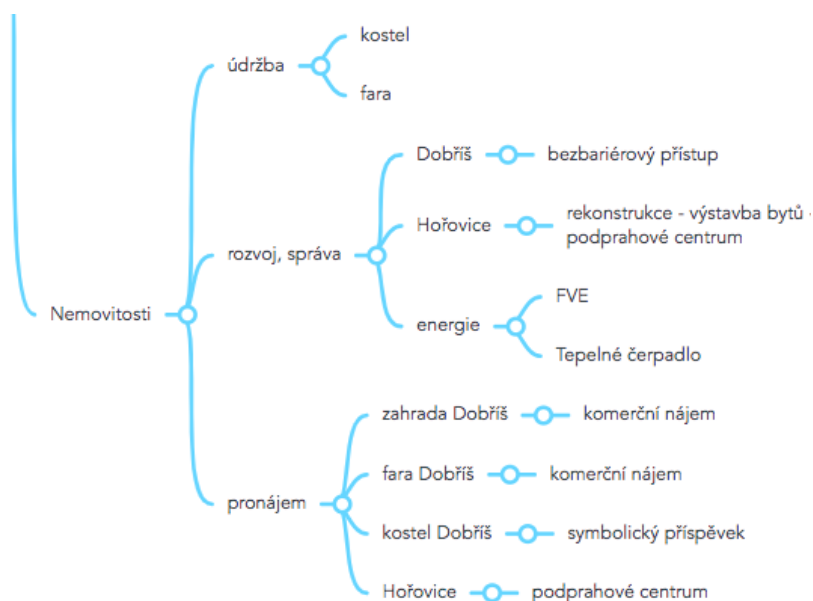 kostel
údržba
fara
Dobříš
bezbariérový přístup
Hořovice
rekonstrukce - výstavba bytů -
podprahové centrum
rozvoj, správa
FVE
Nemovitosti
energie
Tepelné čerpadlo
zahrada Dobříš
komerční nájem
fara Dobříš
komerční nájem
pronájem
kostel Dobříš
symbolický příspěvek
Hořovice
podprahové centrum